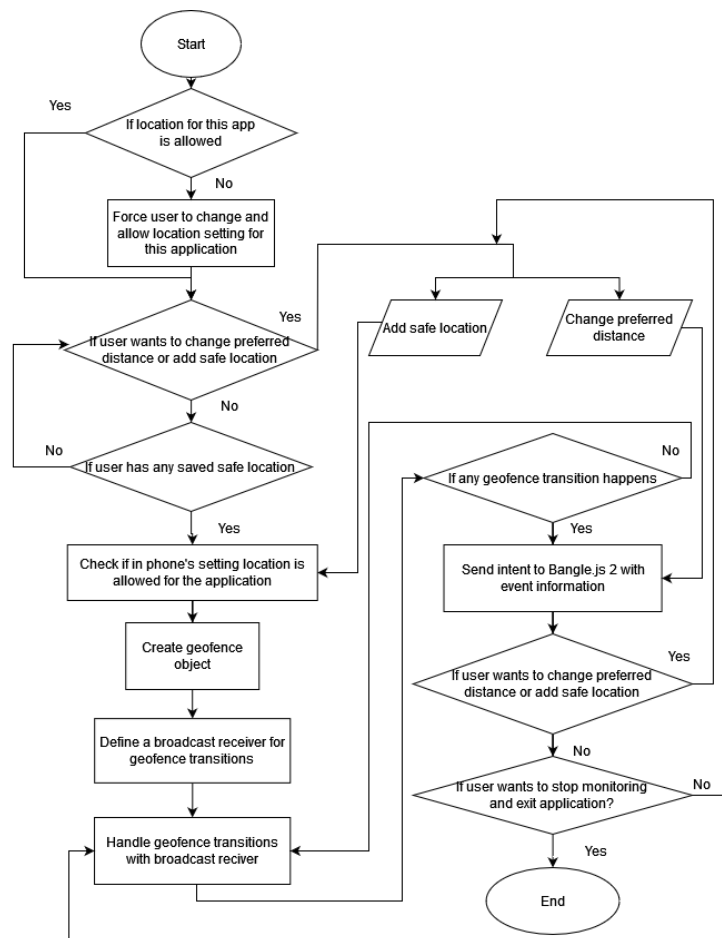 Start
Yes
If location for this app
is allowed
No
Force user to change and
allow location setting for
this application
Yes
If user wants to change preferred
distance or add safe location
Add safe location
Change preferred
distance
No
No
If user has any saved safe location
Yes
No
If any geofence transition happens
Yes
Check if in phone's setting location is
allowed for the application
Send intent to Bangle.js 2 with
event information
Create geofence
object
Yes
If user wants to change preferred
distance or add safe location
No
Define a broadcast receiver for
geofence transitions
If user wants to stop monitoring
and exit application?
No
Handle geofence transitions
with broadcast reciver
Yes
End